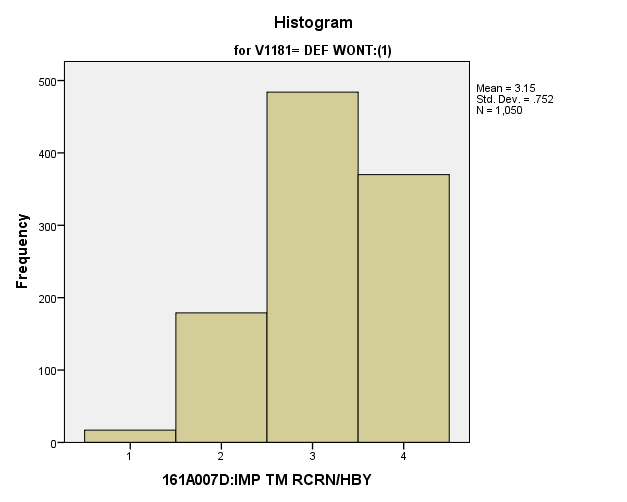 Histogram
for V1181= DEF WONT:(1)
Mean = 3.15
Std. Dev. = .752
N = 1,050
Frequency
500
400
300
200
100
0
1 2 3 4
161A007D:IMP TM RCRN/HBY